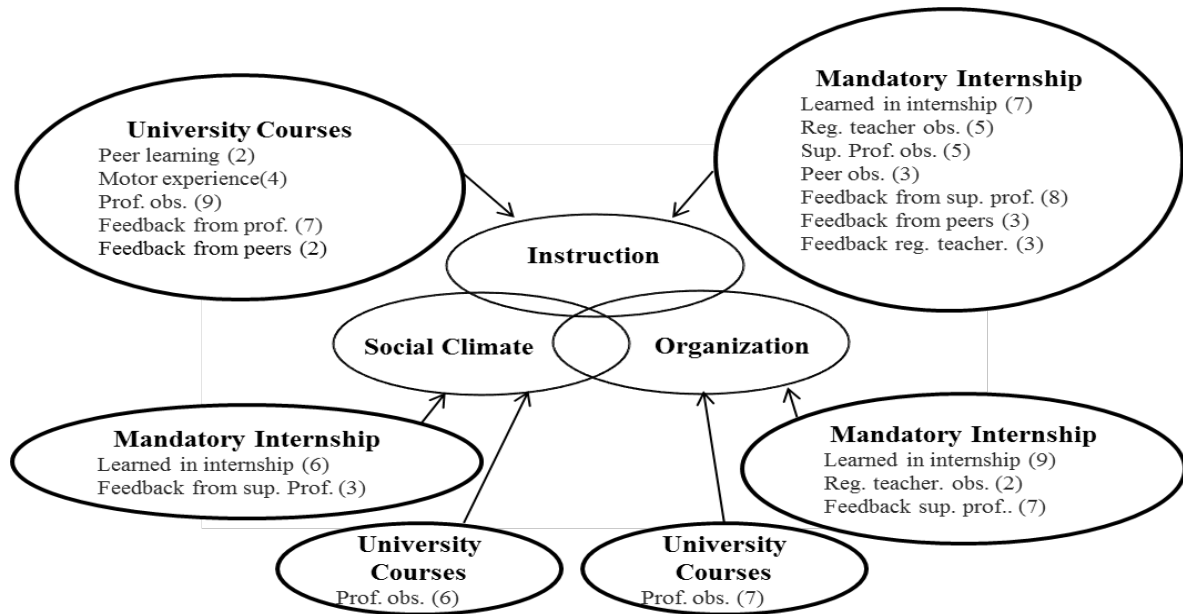 University Courses
Peer learning (2)
Motor experience(4)
Prof. obs. (9)
Feedback from prof. (7)
Feedback from peers (2)
Mandatory Internship
Learned in internship (7)
Reg. teacher obs. (5)
Sup. Prof. obs. (5)
Peer obs. (3)
Feedback from sup. prof. (8)
Feedback from peers (3)
Feedback reg. teacher. (3)
Instruction
Social Climate
Organization
Mandatory Internship
Learned in internship (6)
Feedback from sup. Prof. (3)
Mandatory Internship
Learned in internship (9)
Reg. teacher. obs. (2)
Feedback sup. prof.. (7)
University
Courses
Prof. obs. (6)
University
Courses
Prof. obs. (7)